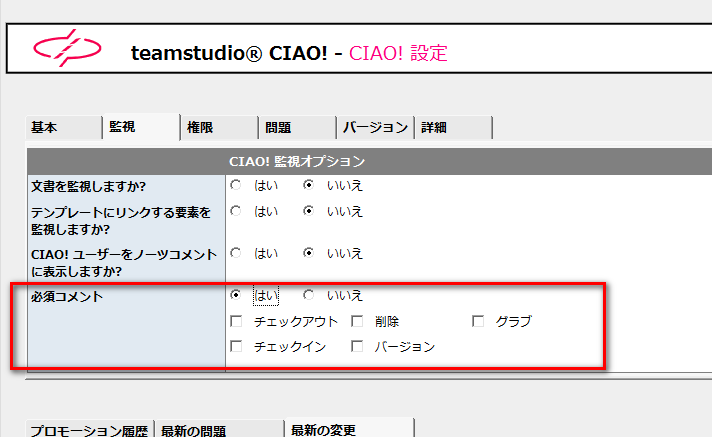 teamstudio® CIAO! - CIAO! 設定
基本 監視 権限 問題 バージョン 詳細
CIAO! 監視オプション
文書を監視しますか? はい いいえ
テンプレートにリンクする要素を はい いいえ
監視しますか?
CIAO! ユーザーをノーツコメント はい いいえ
に表示しますか?
必須コメント はい いいえ
チェックアウト 削除 グラブ
チェックイン バージョン
プロモーション履歴 最新の問題 最新の変更